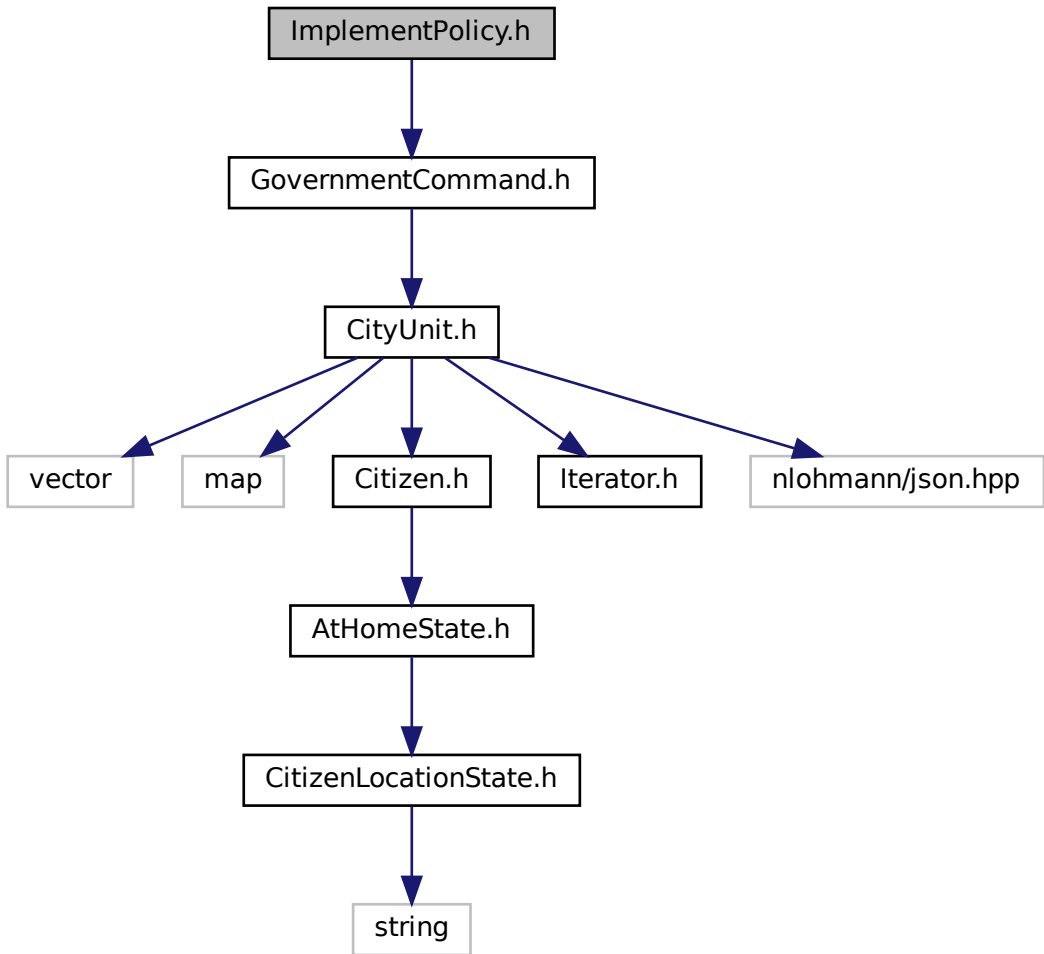 ImplementPolicy.h
GovernmentCommand.h
CityUnit.h
vector
map
Citizen.h
Iterator.h
nlohmann/json.hpp
AtHomeState.h
CitizenLocationState.h
string